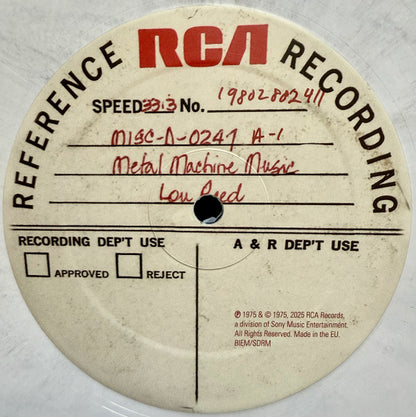 REFERENCE RCA RECORDING
SPEED 33.3 No. 19802802411
MISC-A-0247 A-1
Metal Machine Music
Lou Reed
RECORDING DEP'T USE
APPROVED REJECT
A & R DEP'T USE
℗ 1975 & © 1975, 2025 RCA Records,
a division of Sony Music Entertainment.
All Rights Reserved. Made in the EU.
BIEM/SDRM